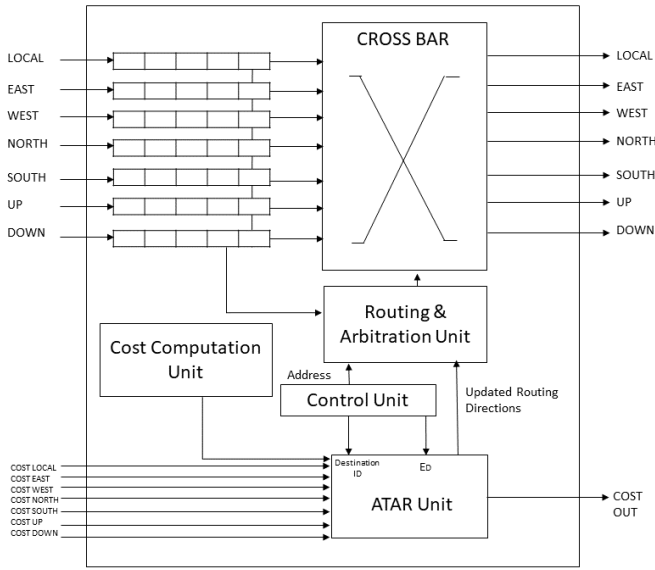 CROSS BAR
LOCAL
EAST
WEST
NORTH
SOUTH
UP
DOWN
LOCAL
EAST
WEST
NORTH
SOUTH
UP
DOWN
Routing &
Arbitration Unit
Cost Computation
Unit
Address
Control Unit
Updated Routing
Directions
COST LOCAL
COST EAST
COST WEST
COST NORTH
COST SOUTH
COST UP
COST DOWN
Destination
ID
ED
ATAR Unit
COST
OUT